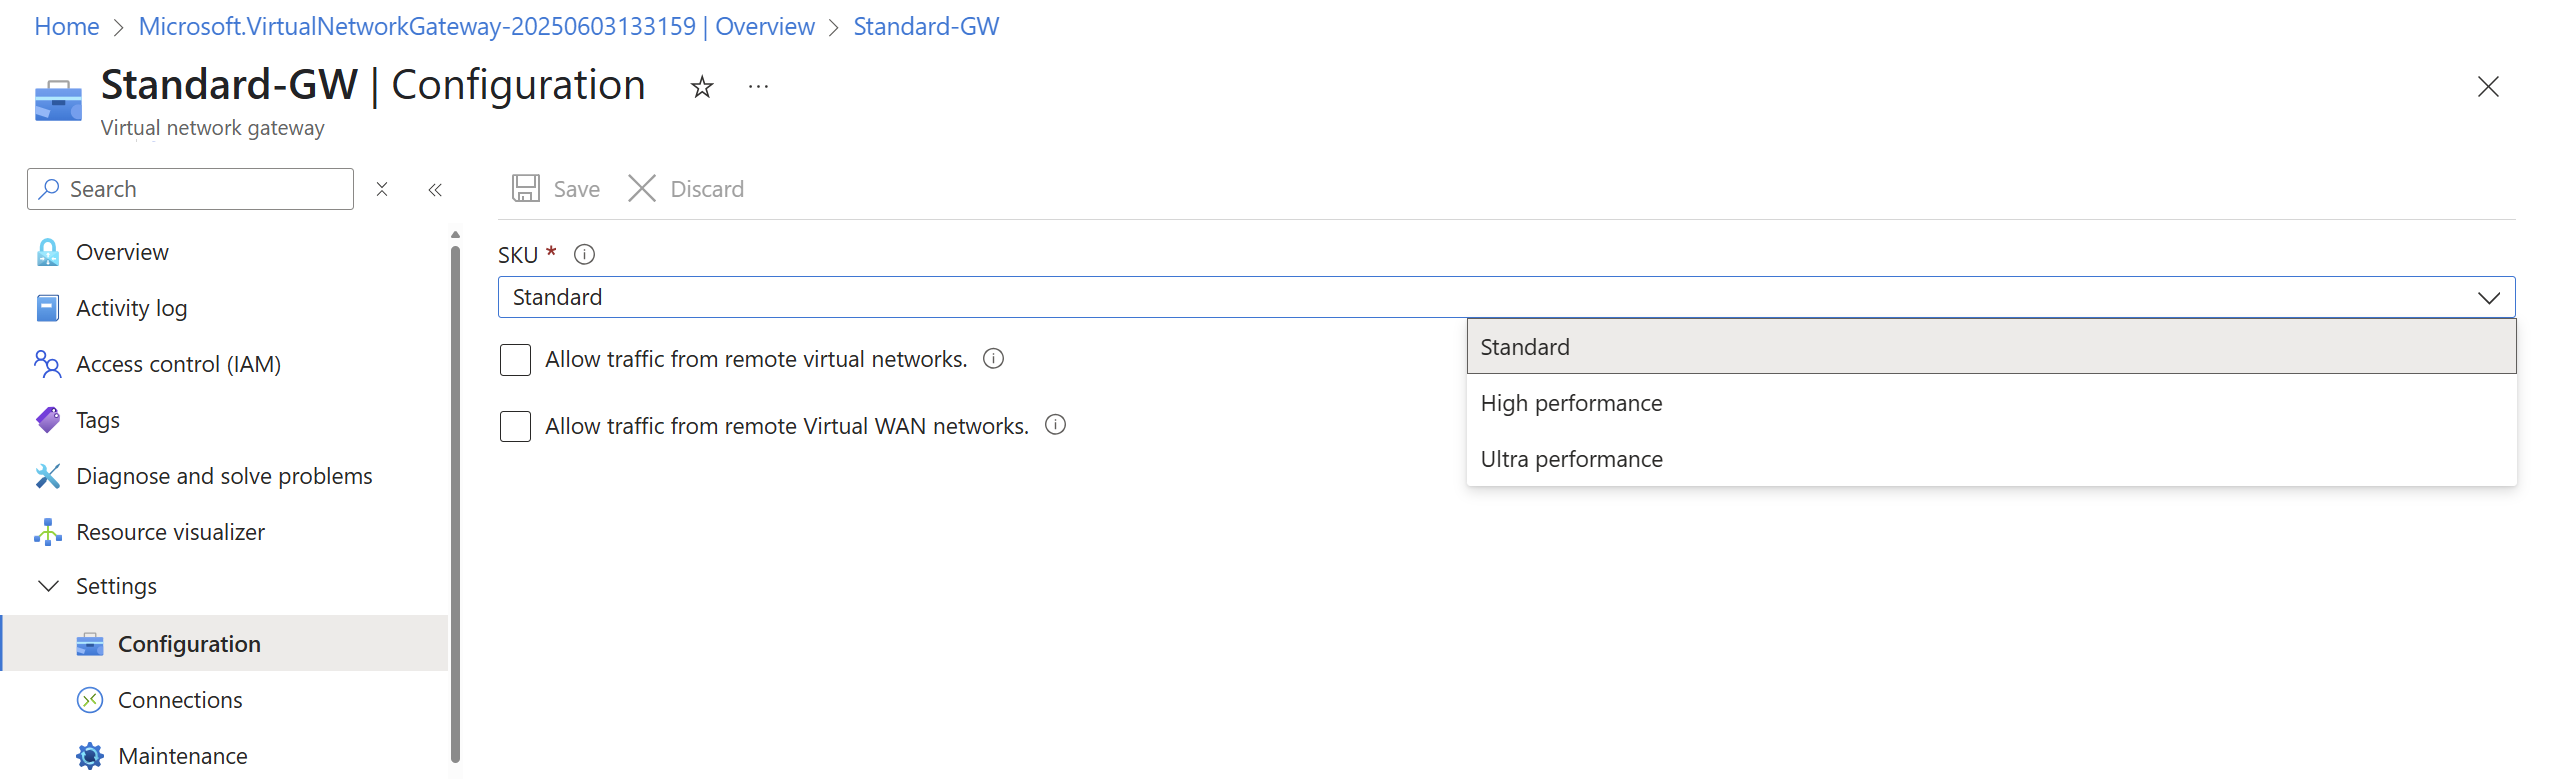 Home > Microsoft.VirtualNetworkGateway-20250603133159 | Overview > Standard-GW
Standard-GW | Configuration
Virtual network gateway
Search
Save
Discard
Overview
Activity log
Access control (IAM)
Tags
Diagnose and solve problems
Resource visualizer
Settings
Configuration
Connections
Maintenance
SKU *
Standard
Standard
High performance
Ultra performance
Allow traffic from remote virtual networks.
Allow traffic from remote Virtual WAN networks.